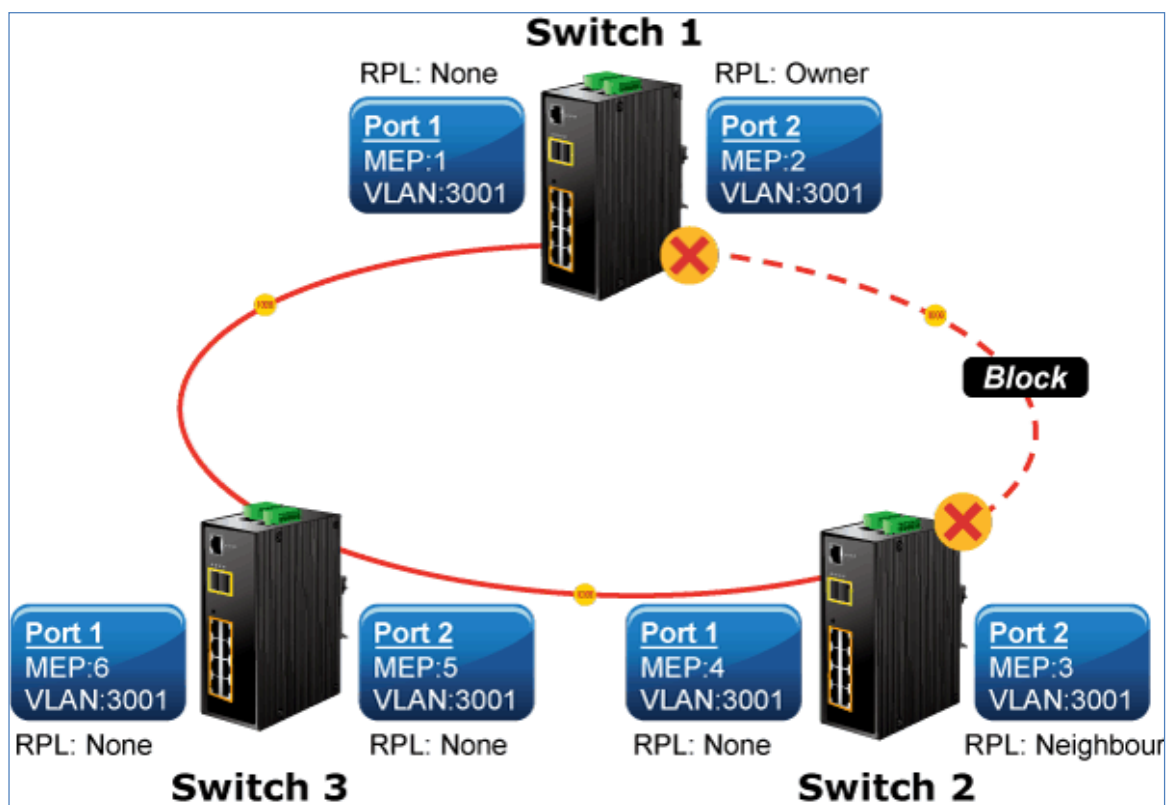 Switch 1
RPL: None
RPL: Owner
Port 1
MEP:1
VLAN:3001
Port 2
MEP:2
VLAN:3001
Block
Port 1
MEP:6
VLAN:3001
Port 2
MEP:5
VLAN:3001
Port 1
MEP:4
VLAN:3001
Port 2
MEP:3
VLAN:3001
RPL: None
RPL: None
RPL: None
RPL: Neighbour
Switch 3
Switch 2